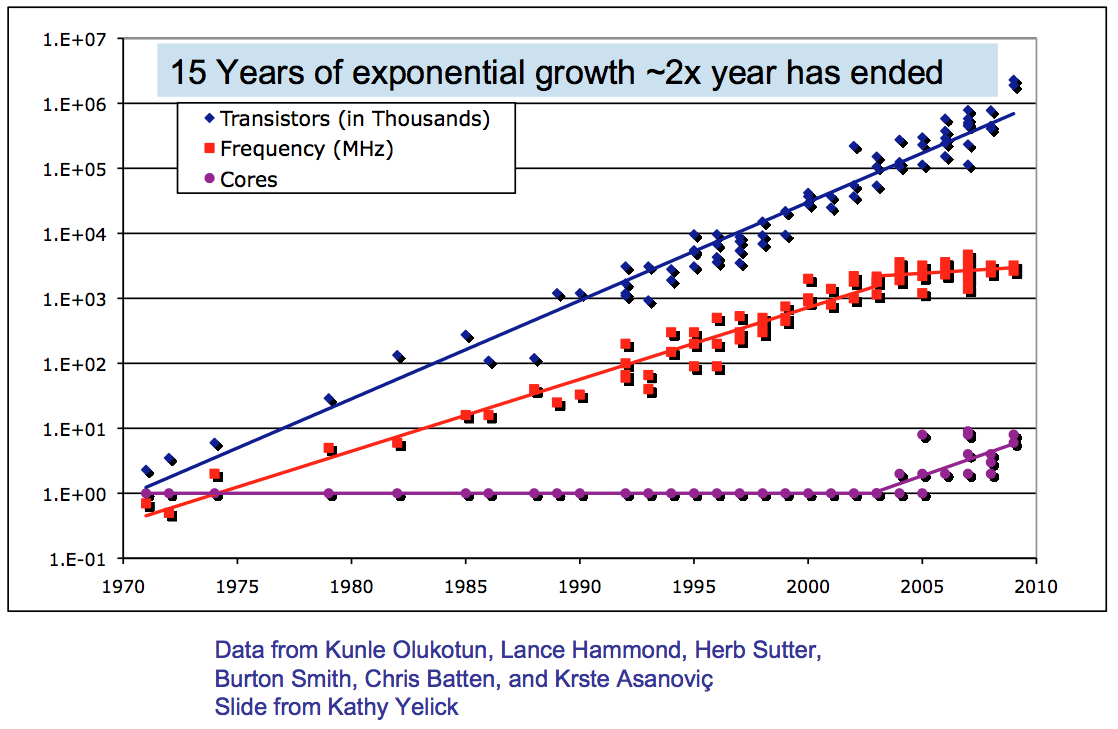 15 Years of exponential growth ~2x year has ended
Transistors (in Thousands)
Frequency (MHz)
Cores
1.E+07
1.E+06
1.E+05
1.E+04
1.E+03
1.E+02
1.E+01
1.E+00
1.E-01
1970 1975 1980 1985 1990 1995 2000 2005 2010
Data from Kunle Olukotun, Lance Hammond, Herb Sutter,
Burton Smith, Chris Batten, and Krste Asanoviç
Slide from Kathy Yelick